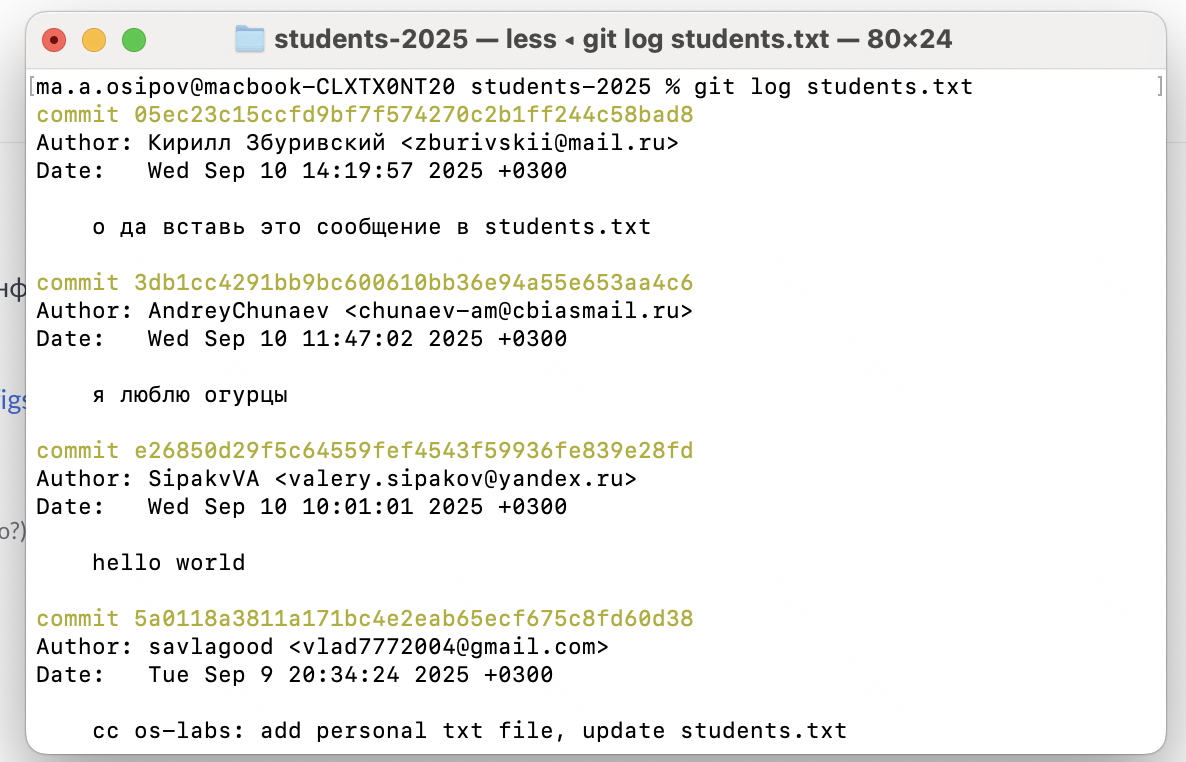 students-2025 — less ◂ git log students.txt — 80×24
[ma.a.osipov@macbook-CLXTX0NT20 students-2025 % git log students.txt ]
commit 05ec23c15ccfd9bf7f574270c2b1ff244c58bad8
Author: Кирилл Збуривский <zburivskii@mail.ru>
Date:   Wed Sep 10 14:19:57 2025 +0300
о да вставь это сообщение в students.txt
commit 3db1cc4291bb9bc600610bb36e94a55e653aa4c6
Author: AndreyChunaev <chunaev-am@cbiasmail.ru>
Date:   Wed Sep 10 11:47:02 2025 +0300
нф
я люблю огурцы
igs
commit e26850d29f5c64559fef4543f59936fe839e28fd
Author: SipakvVA <valery.sipakov@yandex.ru>
Date:   Wed Sep 10 10:01:01 2025 +0300
о?)
hello world
commit 5a0118a3811a171bc4e2eab65ecf675c8fd60d38
Author: savlagood <vlad7772004@gmail.com>
Date:   Tue Sep 9 20:34:24 2025 +0300
cc os-labs: add personal txt file, update students.txt